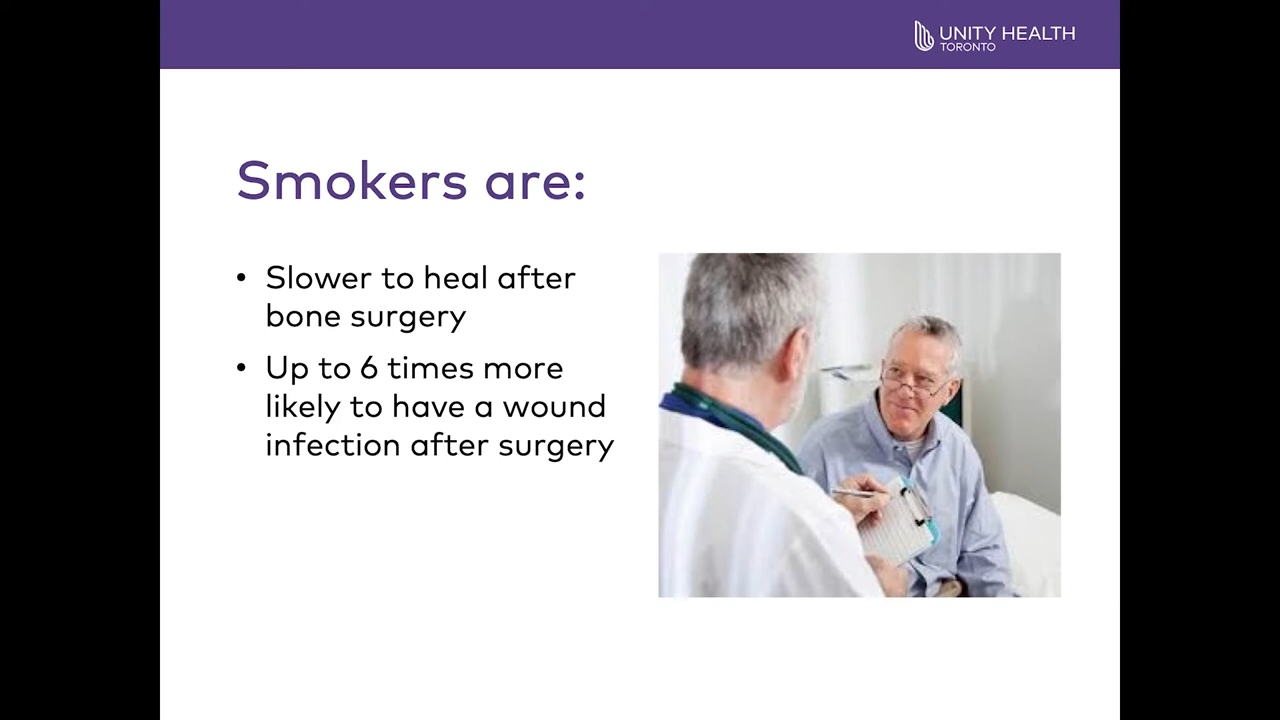 UNITY HEALTH
TORONTO
Smokers are:
• Slower to heal after
bone surgery
• Up to 6 times more
likely to have a wound
infection after surgery